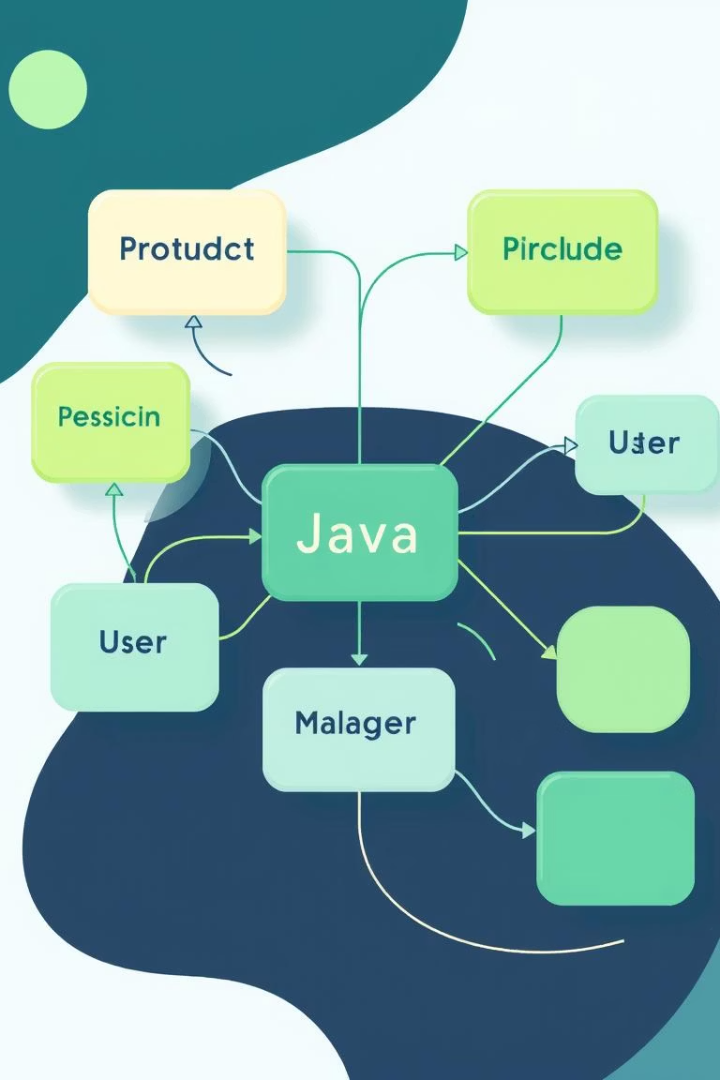 Protudct
Pirclude
Pessicin
User
Java
User
Malager